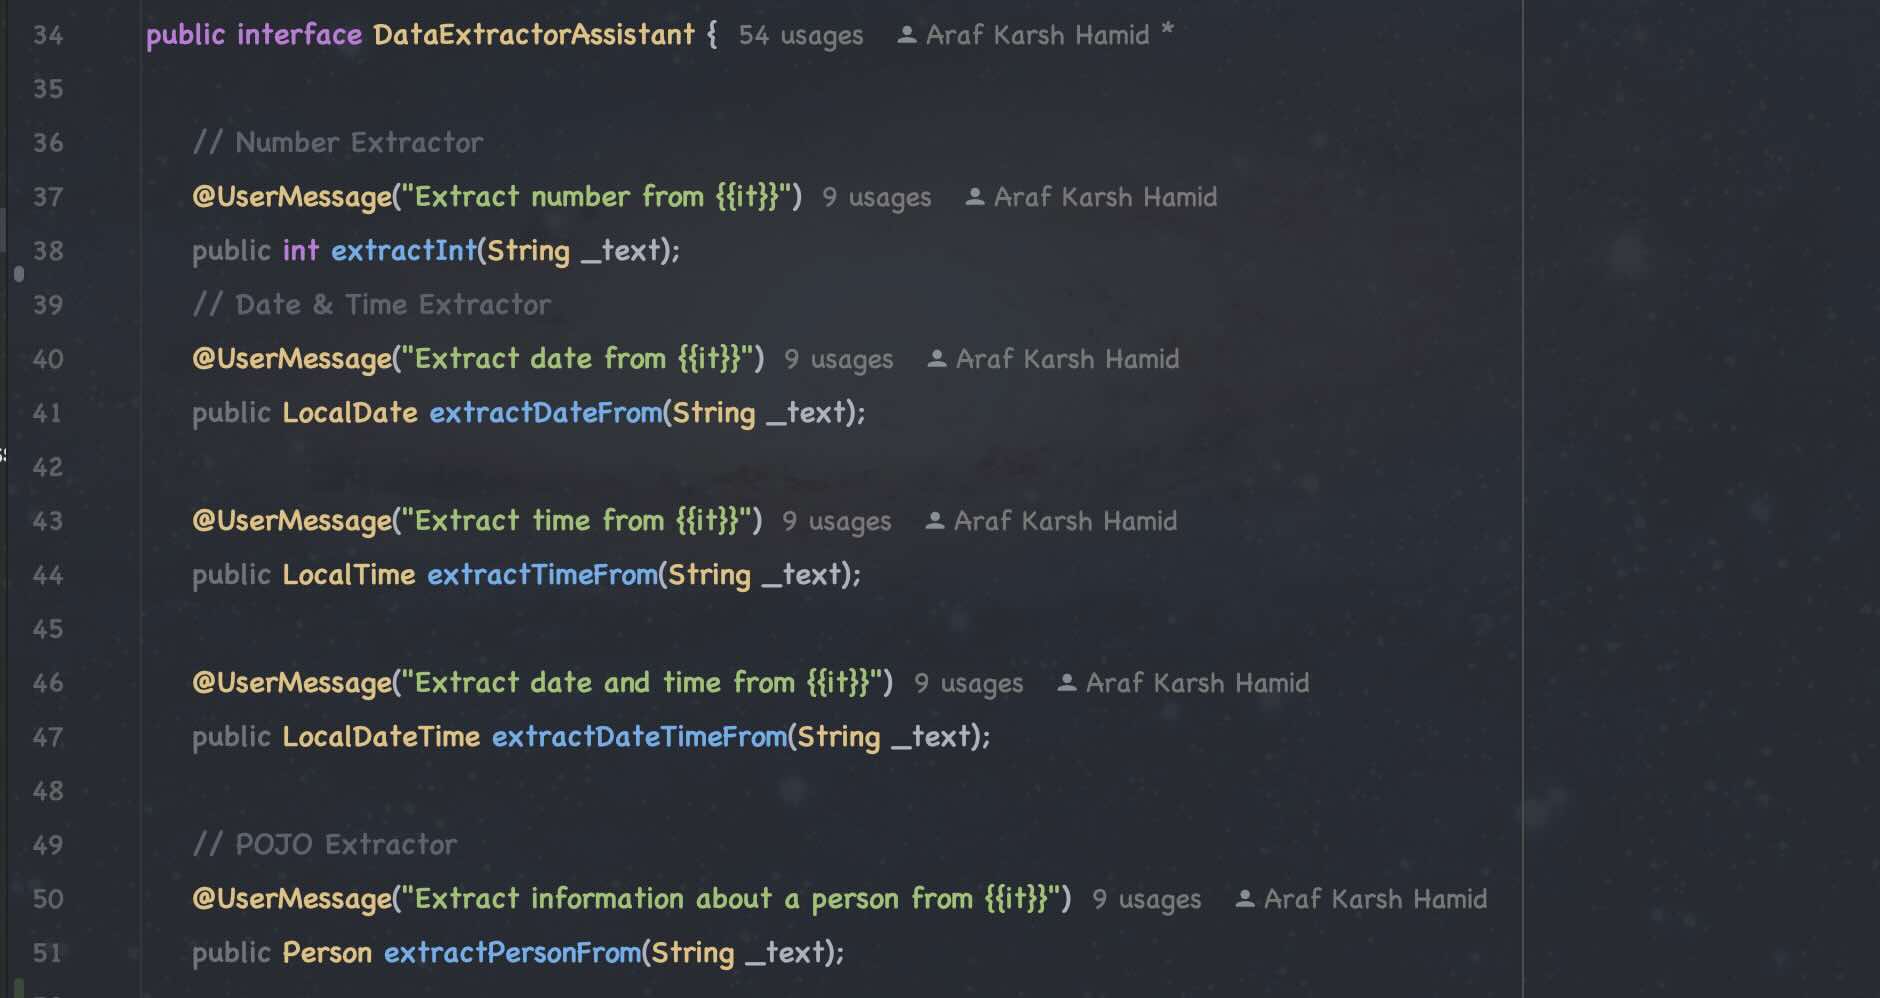 34 public interface DataExtractorAssistant { 54 usages Araf Karsh Hamid *
35
36 // Number Extractor
37 @UserMessage("Extract number from {{it}}") 9 usages Araf Karsh Hamid
38 public int extractInt(String _text);
39 // Date & Time Extractor
40 @UserMessage("Extract date from {{it}}") 9 usages Araf Karsh Hamid
41 public LocalDate extractDateFrom(String _text);
42
43 @UserMessage("Extract time from {{it}}") 9 usages Araf Karsh Hamid
44 public LocalTime extractTimeFrom(String _text);
45
46 @UserMessage("Extract date and time from {{it}}") 9 usages Araf Karsh Hamid
47 public LocalDateTime extractDateTimeFrom(String _text);
48
49 // POJO Extractor
50 @UserMessage("Extract information about a person from {{it}}") 9 usages Araf Karsh Hamid
51 public Person extractPersonFrom(String _text);